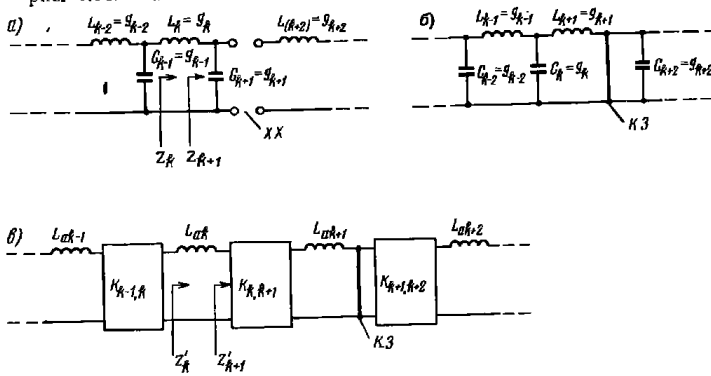 а)
L_{k-2}=g_{k-2}
L_k=g_k
L_{(k+2)}=g_{k+2}
C_{k-1}=g_{k-1}
C_{k+1}=g_{k+1}
Z_k
Z_{k+1}
XX
б)
L_{k-1}=g_{k-1}
L_{k+1}=g_{k+1}
C_{k-2}=g_{k-2}
C_k=g_k
C_{k+2}=g_{k+2}
КЗ
в)
L_{ak-1}
L_{ak}
L_{ak+1}
L_{ak+2}
K_{k-1,k}
K_{k,k+1}
K_{k+1,k+2}
Z'_k
Z'_{k+1}
КЗ